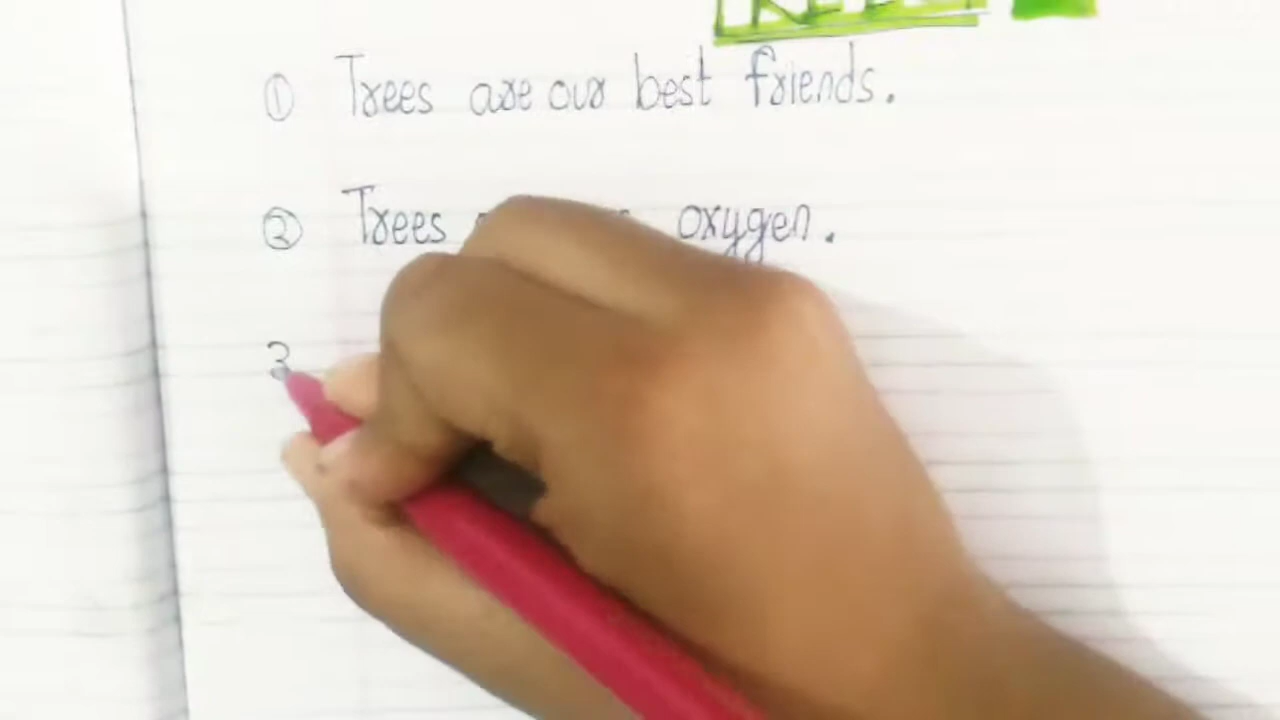 ① Trees are our best friends.
② Trees oxygen.
3